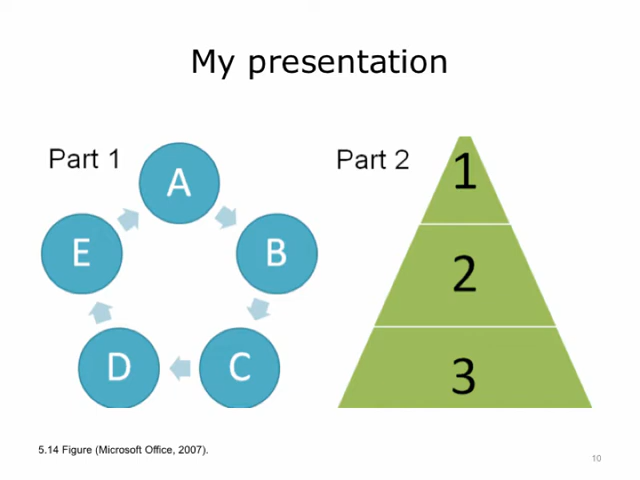 My presentation
Part 1
A
B
C
D
E
Part 2
1
2
3
5.14 Figure (Microsoft Office, 2007).
10